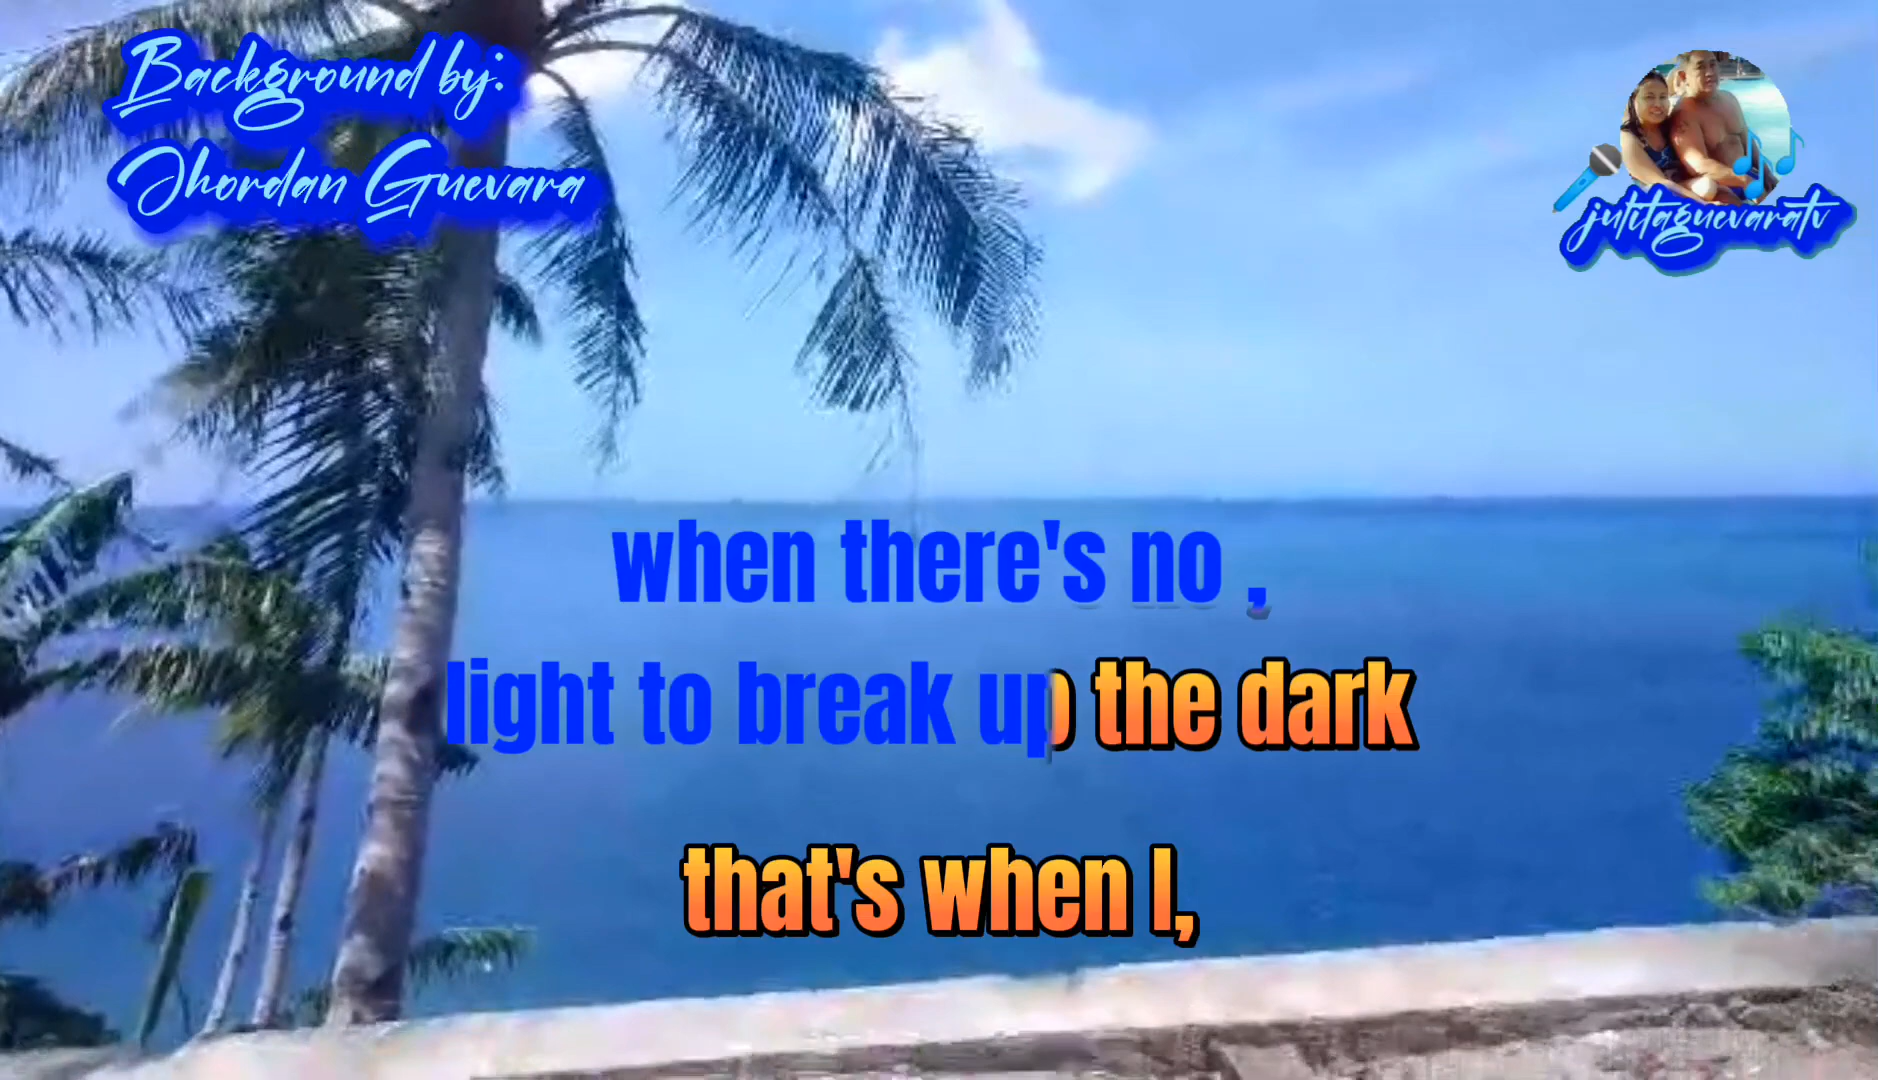 Background by:
Jhordan Guevara
julitaguevaratv
when there's no ,
light to break up the dark
that's when I,